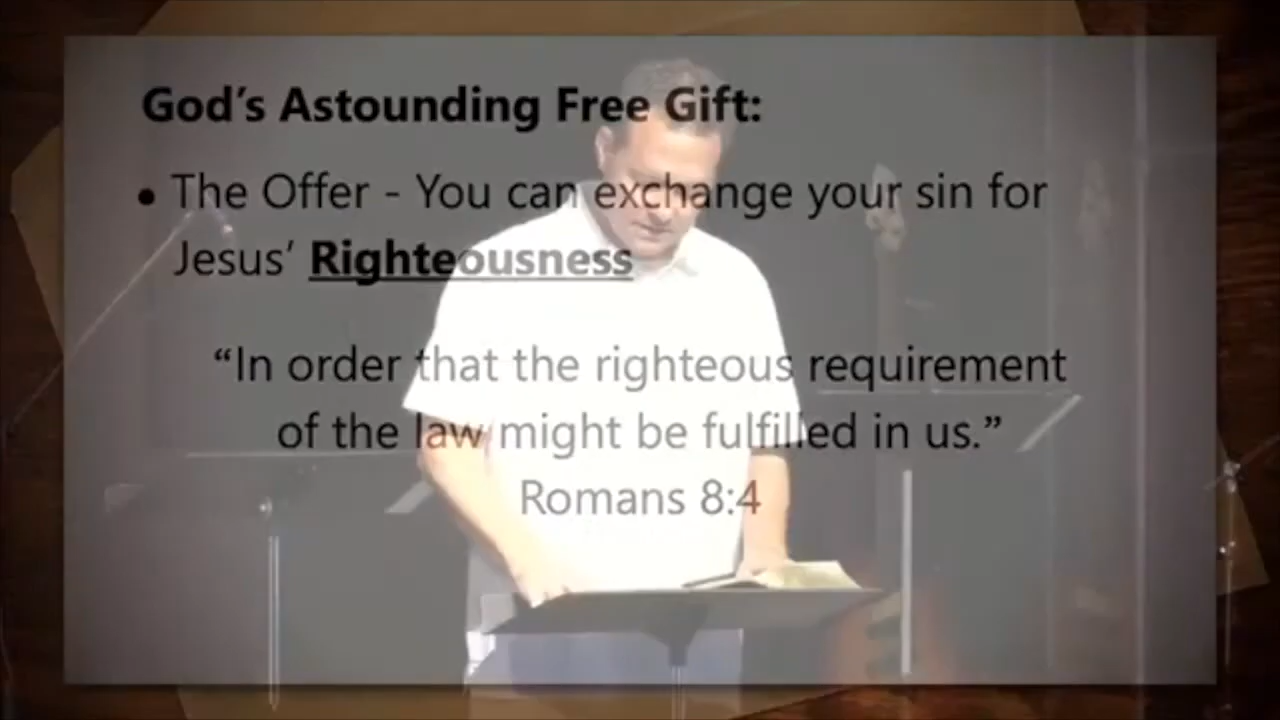 God's Astounding Free Gift:
• The Offer - You can exchange your sin for
Jesus' Righteousness
“In order that the righteous requirement
of the law might be fulfilled in us.”
Romans 8:4